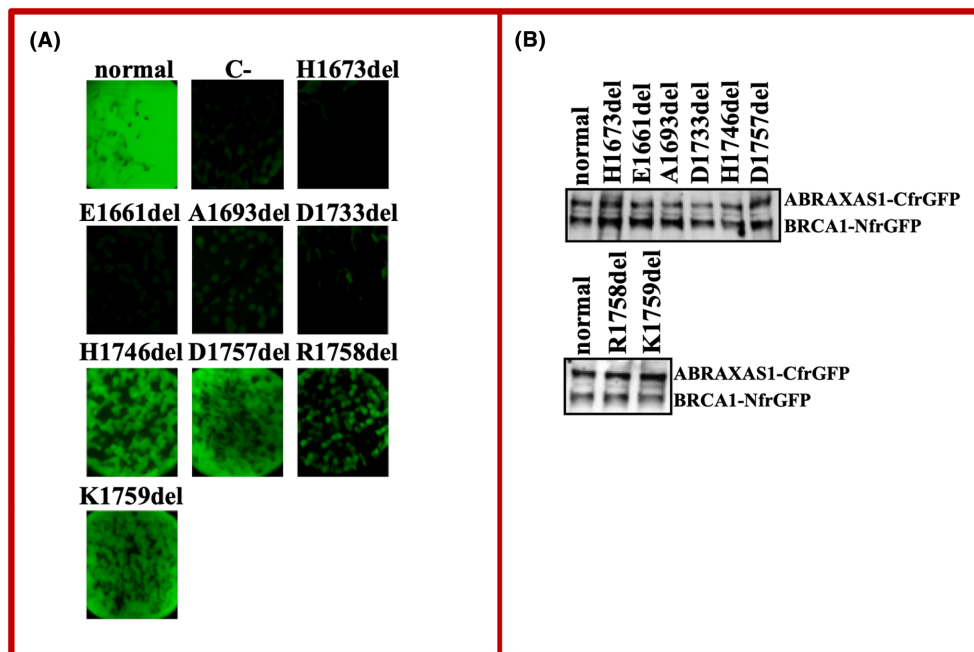 (A)
normal C- H1673del
E1661del A1693del D1733del
H1746del D1757del R1758del
K1759del
(B)
normal H1673del E1661del A1693del D1733del H1746del D1757del
ABRAXAS1-CfrGFP
BRCA1-NfrGFP
normal R1758del K1759del
ABRAXAS1-CfrGFP
BRCA1-NfrGFP